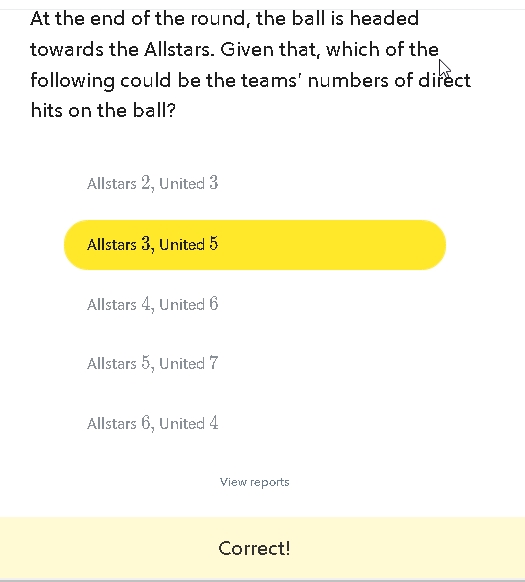 At the end of the round, the ball is headed
towards the Allstars. Given that, which of the
following could be the teams' numbers of direct
hits on the ball?
Allstars 2, United 3
Allstars 3, United 5
Allstars 4, United 6
Allstars 5, United 7
Allstars 6, United 4
View reports
Correct!